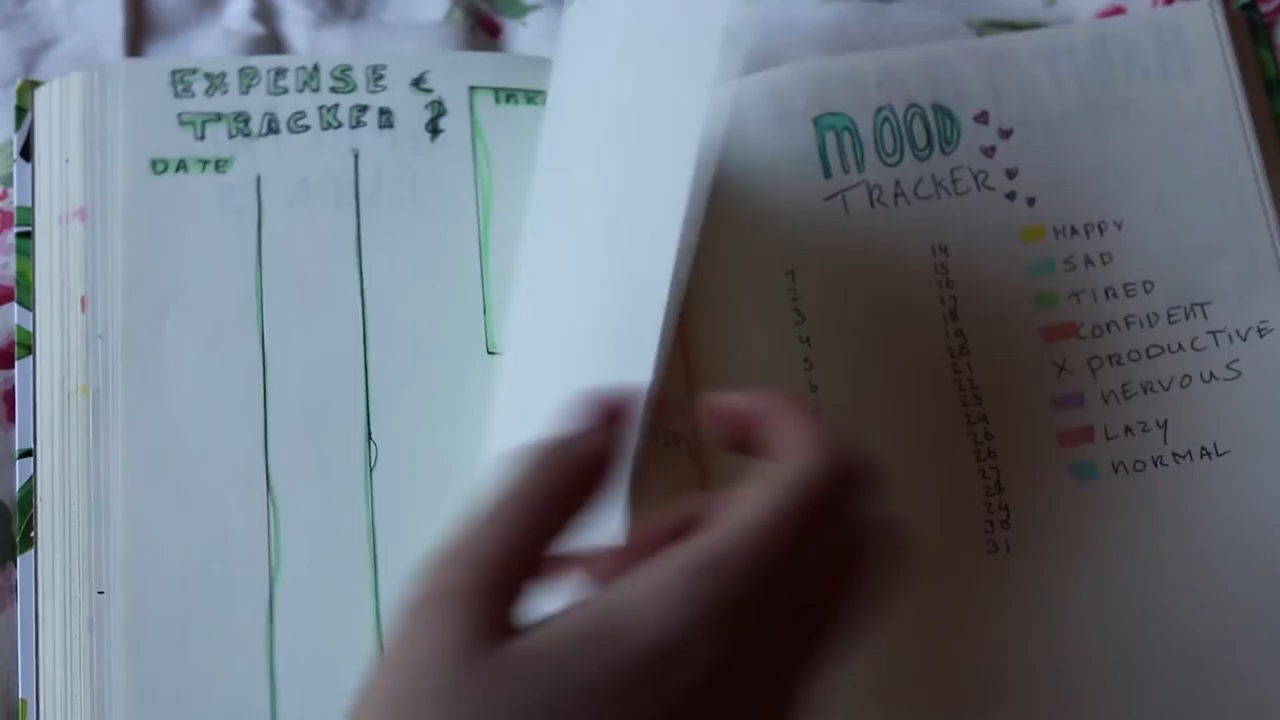 EXPENSE €
TRACKER $
DATE
MOOD
TRACKER
1
2
3
4
5
6
14
15
16
17
18
19
20
21
22
23
24
26
26
27
28
29
30
31
HAPPY
SAD
TIRED
CONFIDENT
X PRODUCTIVE
NERVOUS
LAZY
NORMAL